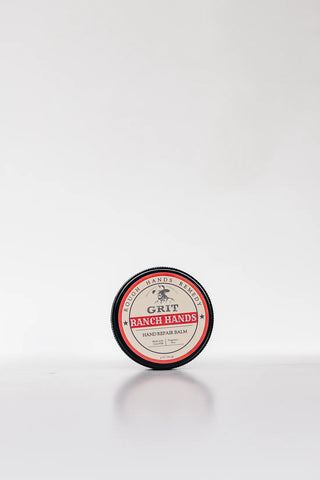 ROUGH HANDS REMEDY
GRIT
RANCH HANDS
HAND REPAIR BALM